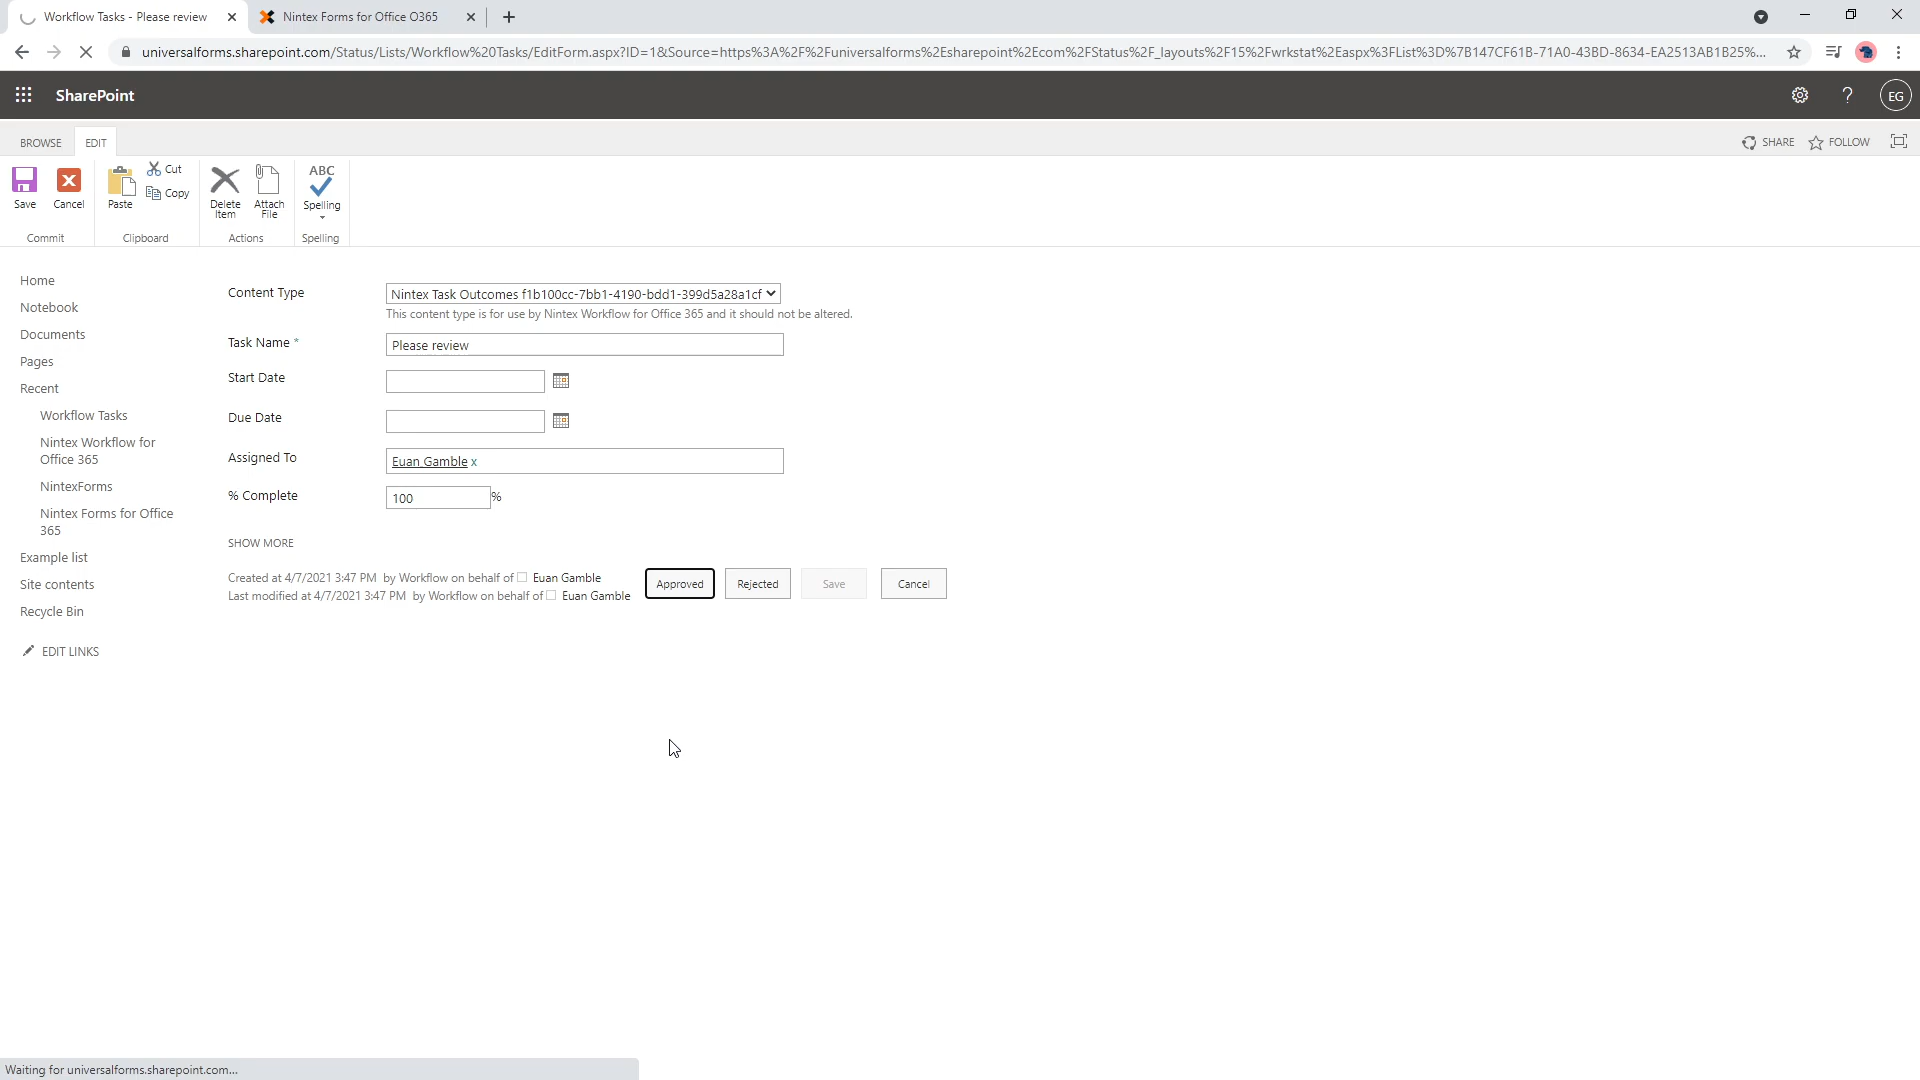 Workflow Tasks - Please review
Nintex Forms for Office O365
universalforms.sharepoint.com/Status/Lists/Workflow%20Tasks/EditForm.aspx?ID=1&Source=https%3A%2F%2Funiversalforms%2Esharepoint%2Ecom%2FStatus%2F_layouts%2F15%2Fwrkstat%2Easpx%3FList%3D%7B147CF61B-71A0-43BD-8634-EA2513AB1B25%...
SharePoint
EG
BROWSE
EDIT
SHARE
FOLLOW
Save
Cancel
Paste
Cut
Copy
Delete
Item
Attach
File
ABC
Spelling
Commit
Clipboard
Actions
Spelling
Home
Notebook
Documents
Pages
Recent
Workflow Tasks
Nintex Workflow for
Office 365
NintexForms
Nintex Forms for Office
365
Example list
Site contents
Recycle Bin
EDIT LINKS
Content Type
Nintex Task Outcomes f1b100cc-7bb1-4190-bdd1-399d5a28a1cf
This content type is for use by Nintex Workflow for Office 365 and it should not be altered.
Task Name *
Please review
Start Date
Due Date
Assigned To
Euan Gamble x
% Complete
100
%
SHOW MORE
Created at 4/7/2021 3:47 PM by Workflow on behalf of Euan Gamble
Last modified at 4/7/2021 3:47 PM by Workflow on behalf of Euan Gamble
Approved
Rejected
Save
Cancel
Waiting for universalforms.sharepoint.com...